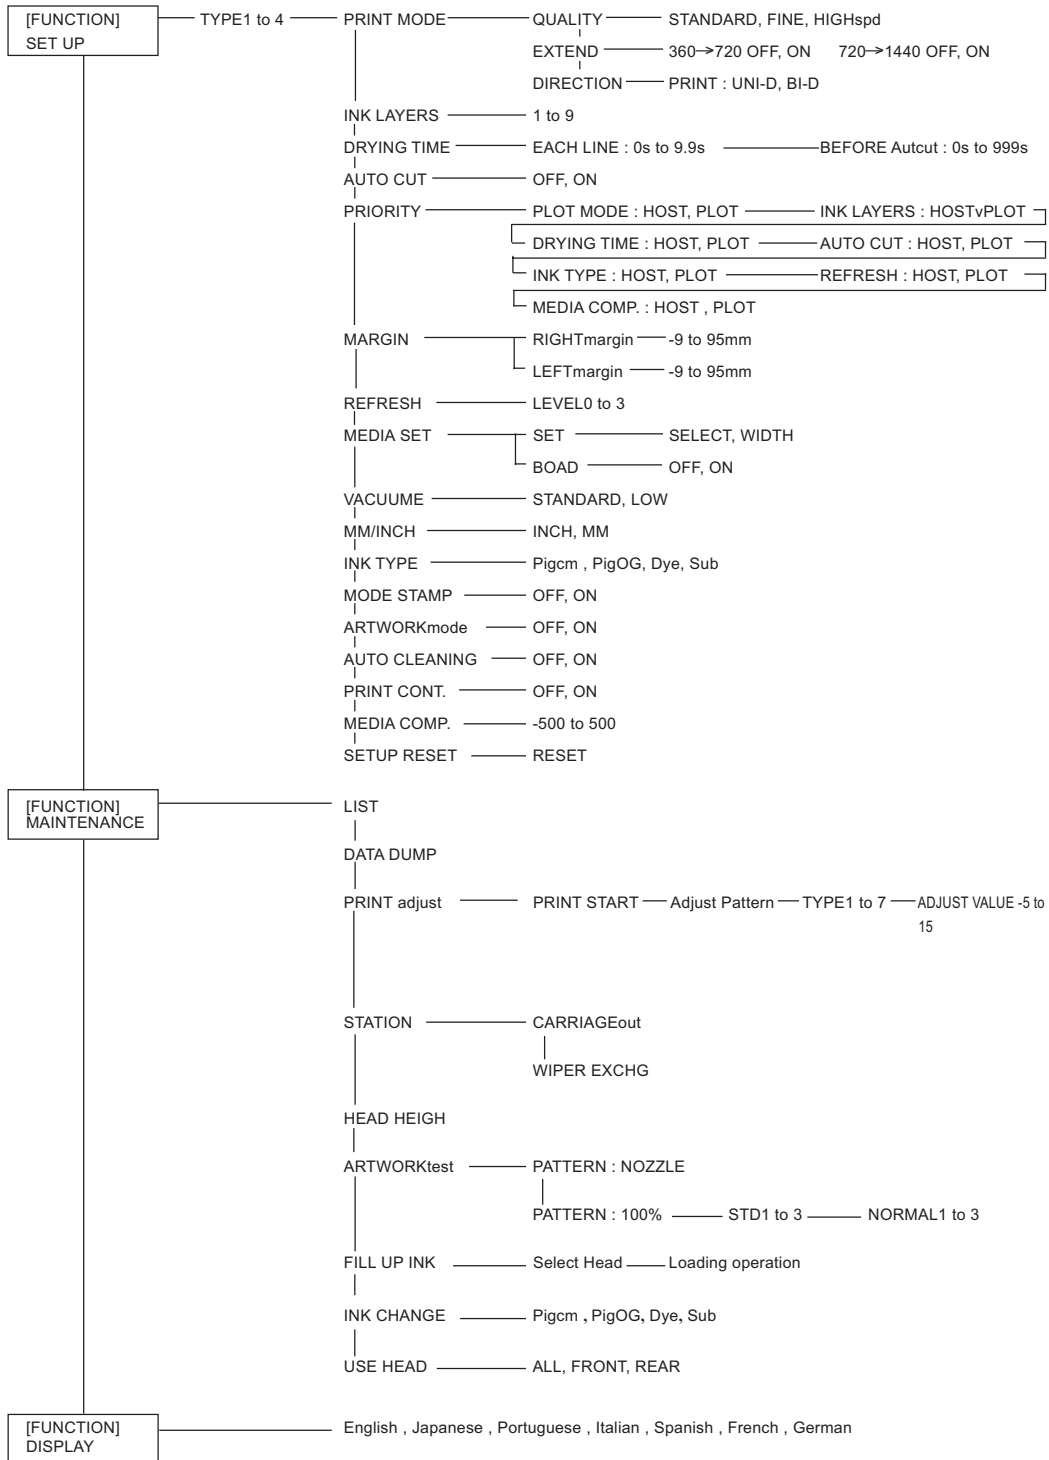 [FUNCTION]
SET UP
TYPE1 to 4
PRINT MODE
QUALITY
STANDARD, FINE, HIGHspd
EXTEND
360→720 OFF, ON 720→1440 OFF, ON
DIRECTION
PRINT : UNI-D, BI-D
INK LAYERS
1 to 9
DRYING TIME
EACH LINE : 0s to 9.9s
BEFORE Autcut : 0s to 999s
AUTO CUT
OFF, ON
PRIORITY
PLOT MODE : HOST, PLOT
INK LAYERS : HOSTvPLOT
DRYING TIME : HOST, PLOT
AUTO CUT : HOST, PLOT
INK TYPE : HOST, PLOT
REFRESH : HOST, PLOT
MEDIA COMP. : HOST , PLOT
MARGIN
RIGHTmargin
-9 to 95mm
LEFTmargin
-9 to 95mm
REFRESH
LEVEL0 to 3
MEDIA SET
SET
SELECT, WIDTH
BOAD
OFF, ON
VACUUME
STANDARD, LOW
MM/INCH
INCH, MM
INK TYPE
Pigcm , PigOG, Dye, Sub
MODE STAMP
OFF, ON
ARTWORKmode
OFF, ON
AUTO CLEANING
OFF, ON
PRINT CONT.
OFF, ON
MEDIA COMP.
-500 to 500
SETUP RESET
RESET
[FUNCTION]
MAINTENANCE
LIST
DATA DUMP
PRINT adjust
PRINT START
Adjust Pattern
TYPE1 to 7
ADJUST VALUE -5 to
15
STATION
CARRIAGEout
WIPER EXCHG
HEAD HEIGH
ARTWORKtest
PATTERN : NOZZLE
PATTERN : 100%
STD1 to 3
NORMAL1 to 3
FILL UP INK
Select Head
Loading operation
INK CHANGE
Pigcm , PigOG, Dye, Sub
USE HEAD
ALL, FRONT, REAR
[FUNCTION]
DISPLAY
English , Japanese , Portuguese , Italian , Spanish , French , German